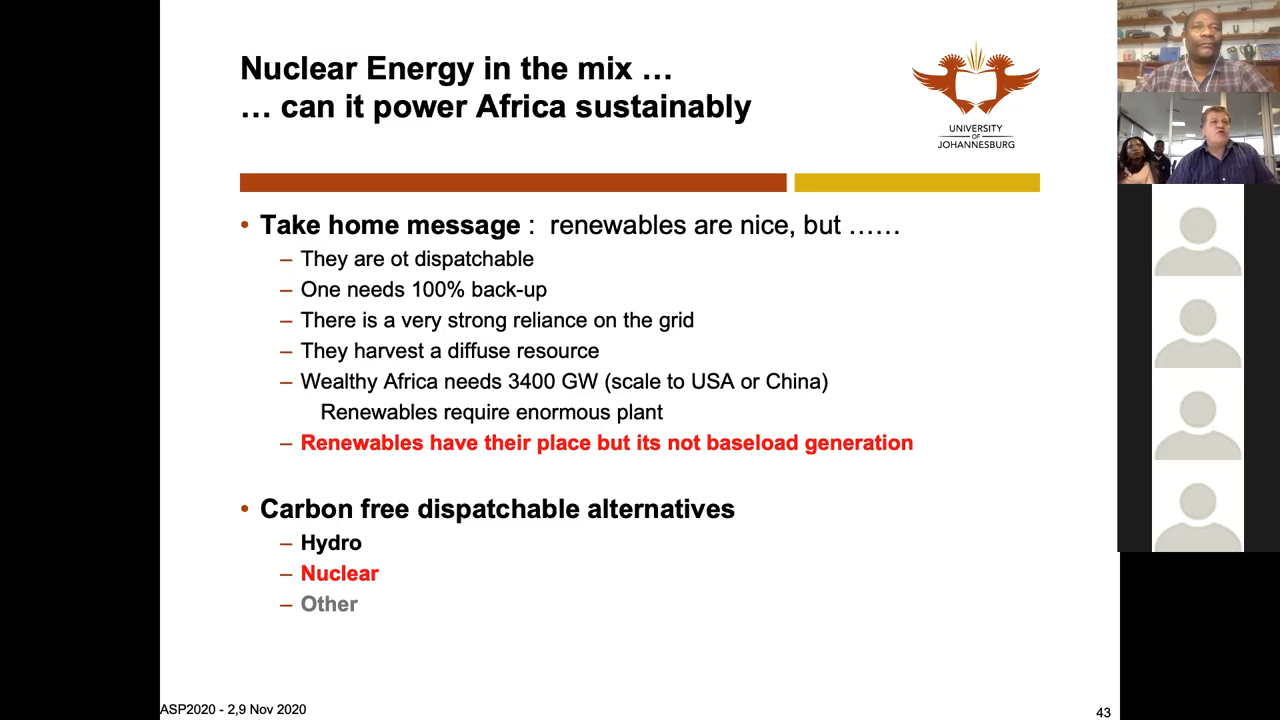 Nuclear Energy in the mix …
… can it power Africa sustainably
UNIVERSITY
OF
JOHANNESBURG
• Take home message : renewables are nice, but ……
– They are ot dispatchable
– One needs 100% back-up
– There is a very strong reliance on the grid
– They harvest a diffuse resource
– Wealthy Africa needs 3400 GW (scale to USA or China)
Renewables require enormous plant
– Renewables have their place but its not baseload generation
• Carbon free dispatchable alternatives
– Hydro
– Nuclear
– Other
ASP2020 - 2,9 Nov 2020
43